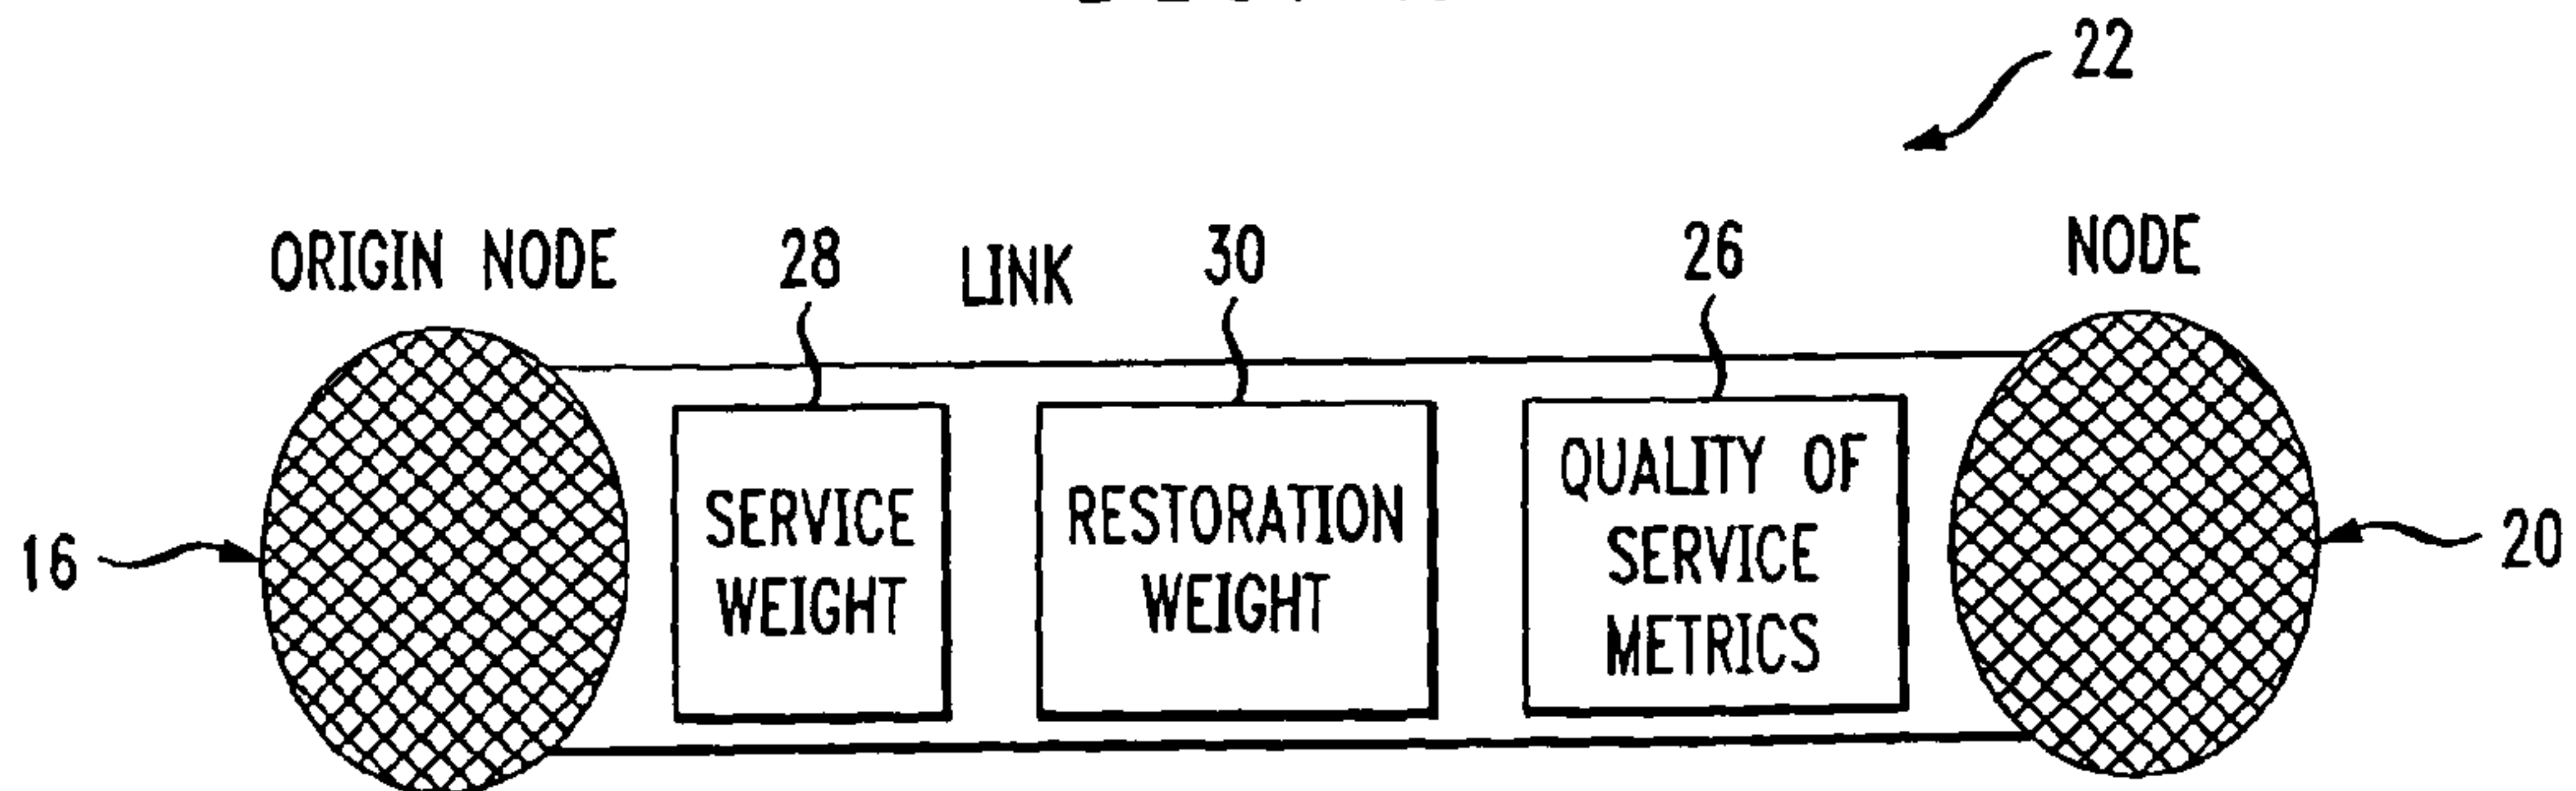 22
ORIGIN NODE
28
LINK
30
26
NODE
SERVICE
WEIGHT
RESTORATION
WEIGHT
QUALITY OF
SERVICE
METRICS
16
20